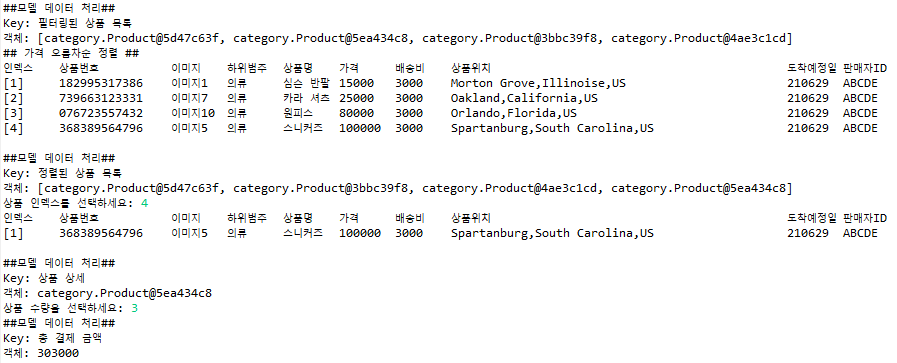 ##모델 데이터 처리##
Key: 필터링된 상품 목록
객체: [category.Product@5d47c63f, category.Product@5ea434c8, category.Product@3bbc39f8, category.Product@4ae3c1cd]
## 가격 오름차순 정렬 ##
인덱스 상품번호 이미지 하위범주 상품명 가격 배송비 상품위치 도착예정일 판매자ID
[1] 182995317386 이미지1 의류 심슨 반팔 15000 3000 Morton Grove,Illinoise,US 210629 ABCDE
[2] 739663123331 이미지7 의류 카라 셔츠 25000 3000 Oakland,California,US 210629 ABCDE
[3] 076723557432 이미지10 의류 원피스 80000 3000 Orlando,Florida,US 210629 ABCDE
[4] 368389564796 이미지5 의류 스니커즈 100000 3000 Spartanburg,South Carolina,US 210629 ABCDE
##모델 데이터 처리##
Key: 정렬된 상품 목록
객체: [category.Product@5d47c63f, category.Product@3bbc39f8, category.Product@4ae3c1cd, category.Product@5ea434c8]
상품 인덱스를 선택하세요: 4
인덱스 상품번호 이미지 하위범주 상품명 가격 배송비 상품위치 도착예정일 판매자ID
[1] 368389564796 이미지5 의류 스니커즈 100000 3000 Spartanburg,South Carolina,US 210629 ABCDE
##모델 데이터 처리##
Key: 상품 상세
객체: category.Product@5ea434c8
상품 수량을 선택하세요: 3
##모델 데이터 처리##
Key: 총 결제 금액
객체: 303000